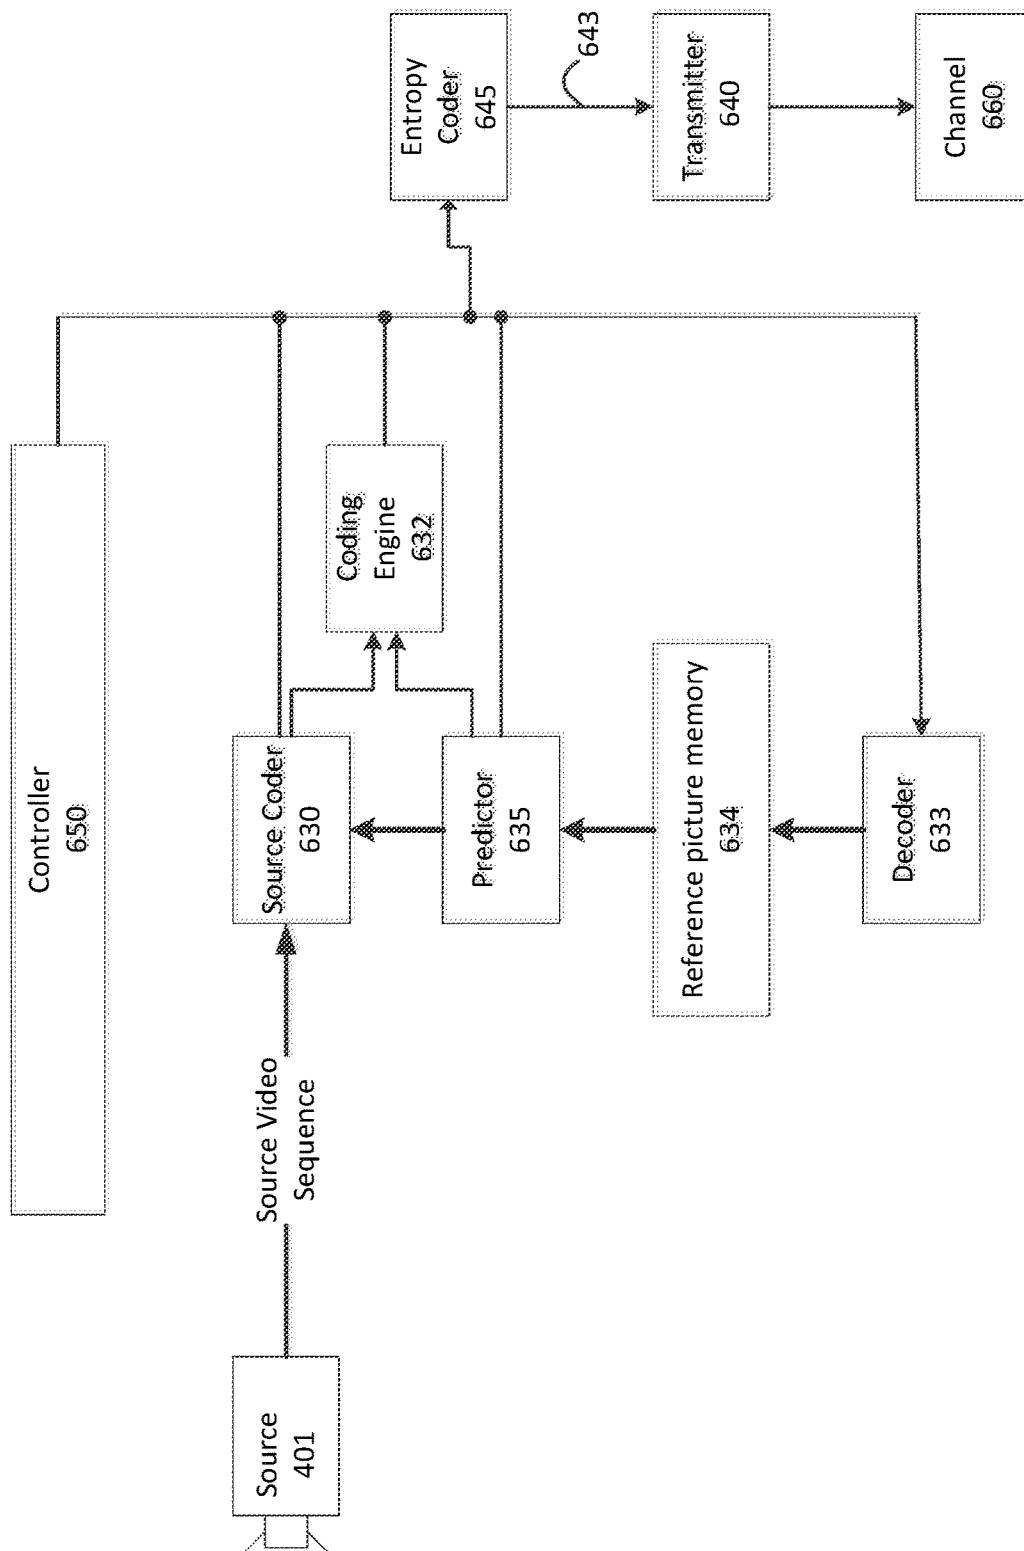 Controller
650
Source
401
Source Video
Sequence
Source Coder
630
Coding
Engine
632
Predictor
635
Reference picture memory
634
Decoder
633
Entropy
Coder
645
643
Transmitter
640
Channel
660